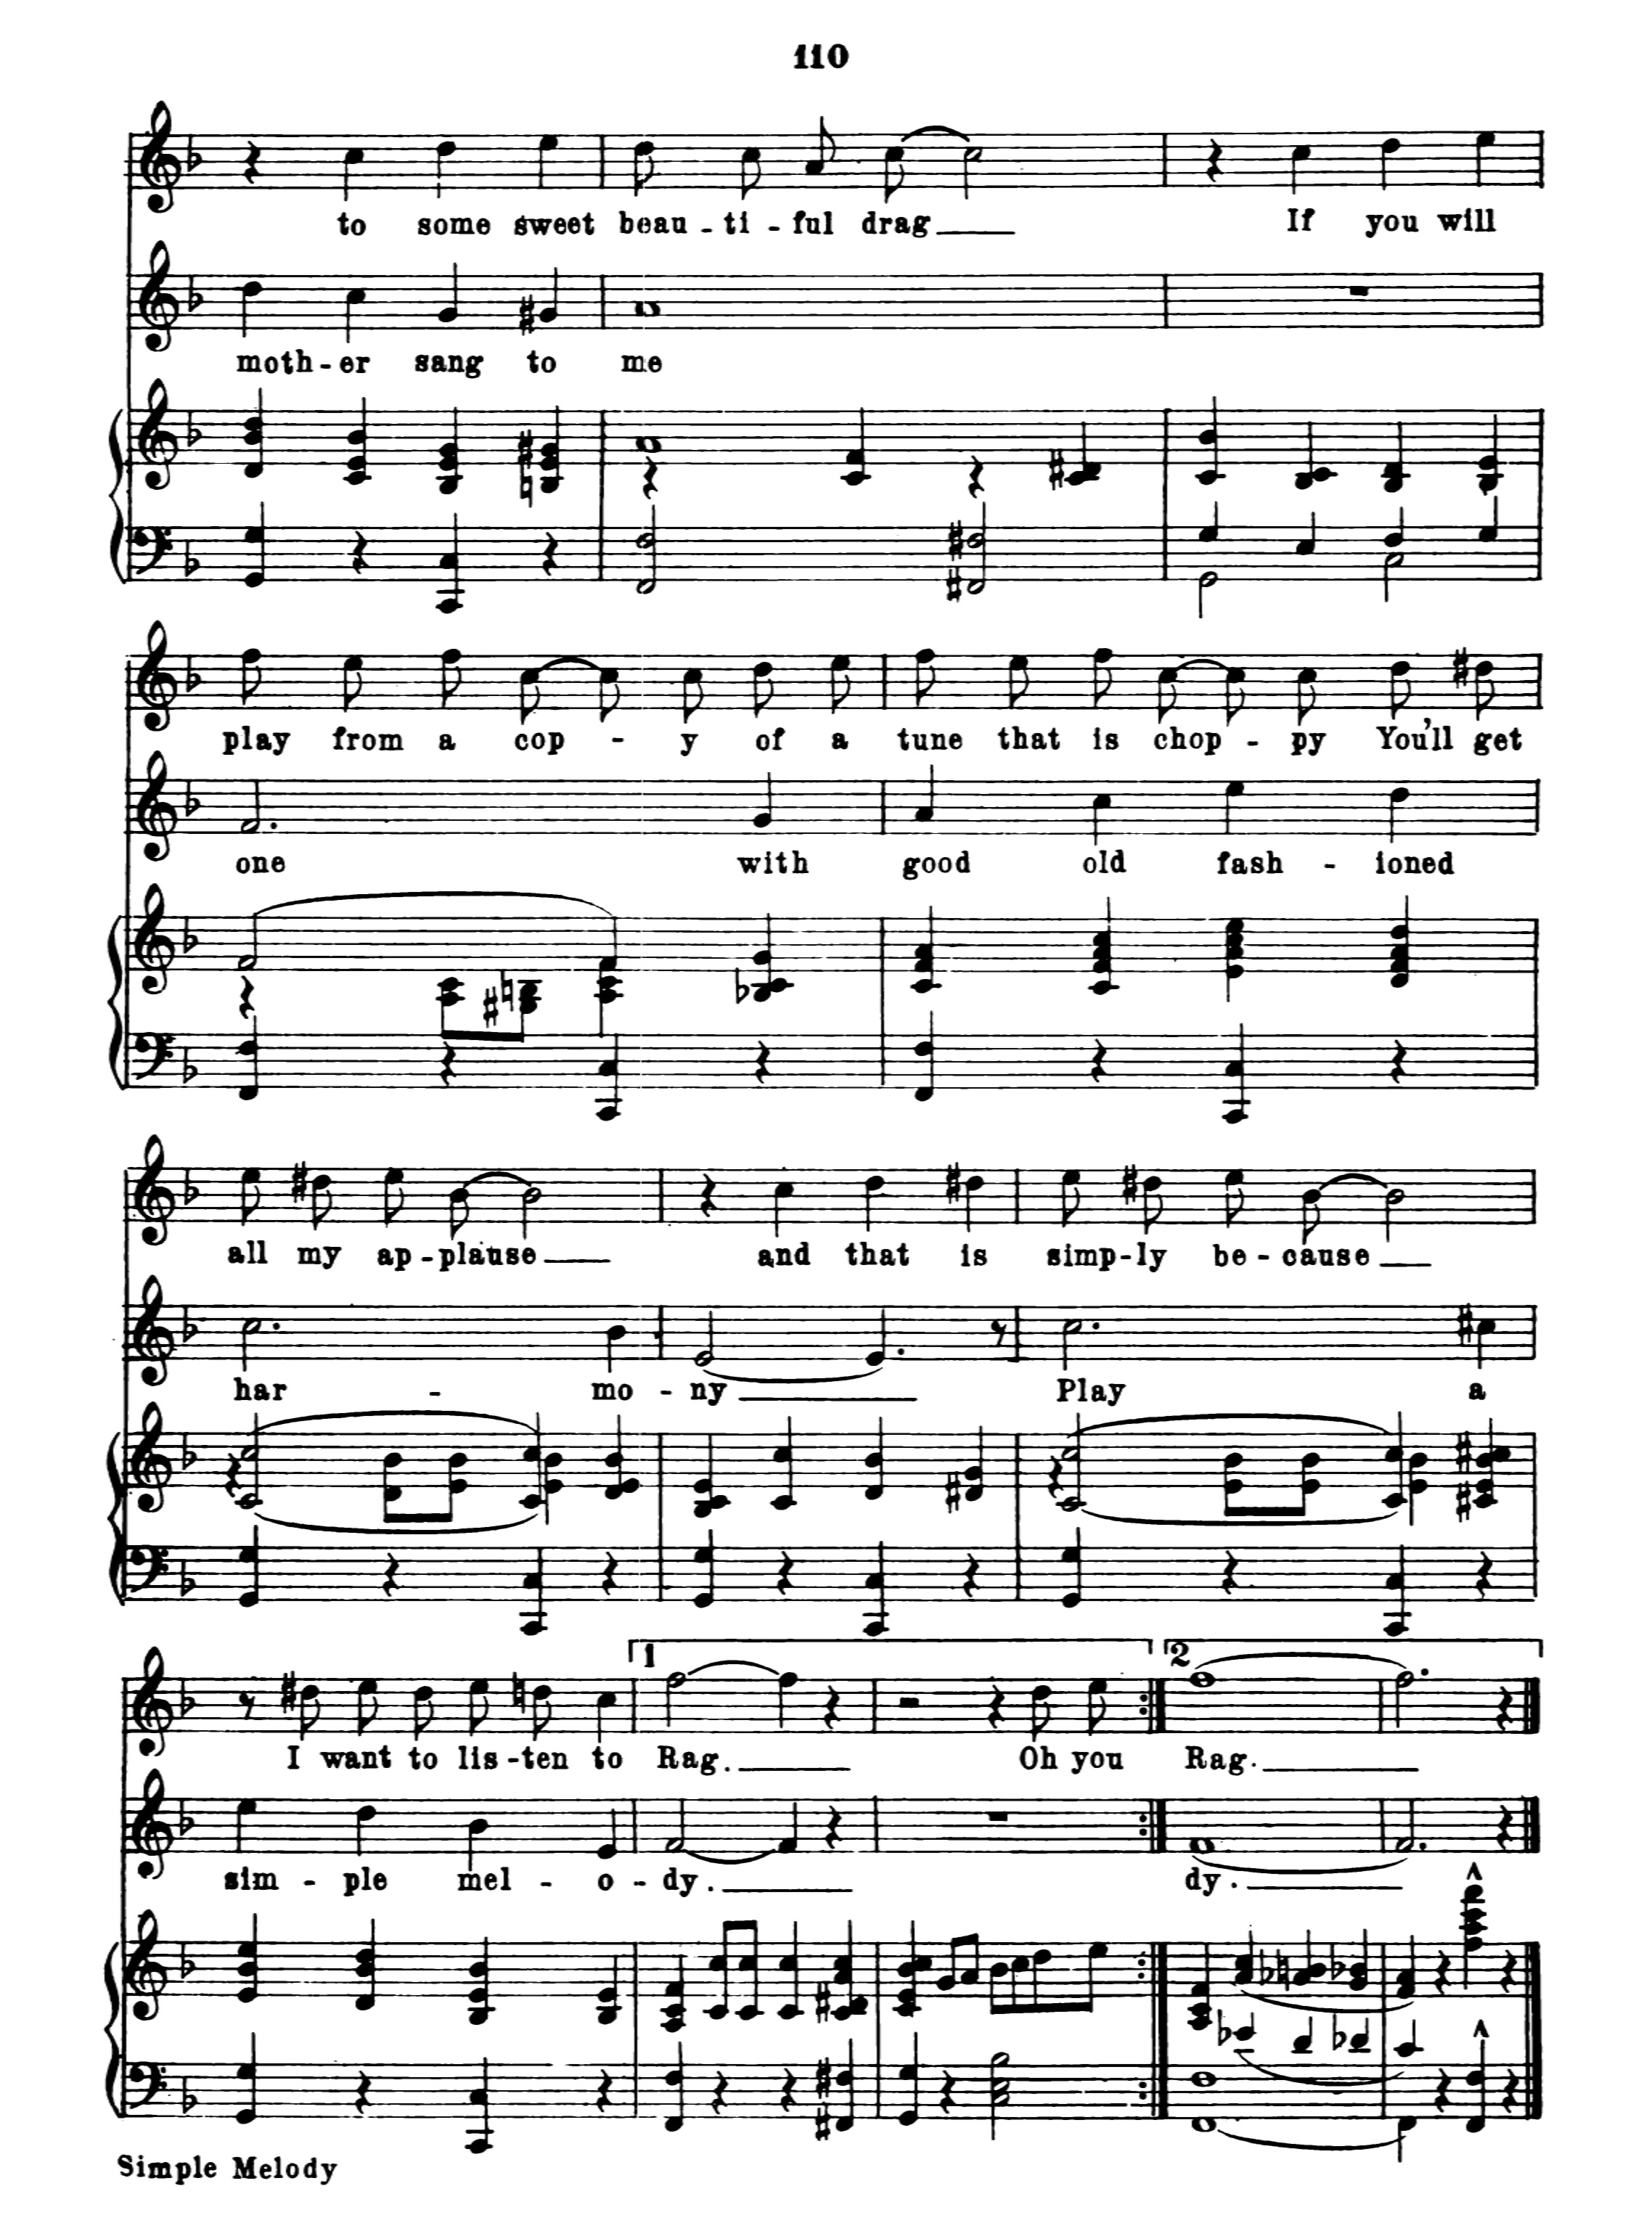 110
to some sweet beau - ti - ful drag If you will
moth - er sang to me
play from a cop - y of a tune that is chop - py You'll get
one with good old fash - ioned
all my ap - plause and that is simp - ly be - cause
har - mo - ny Play a
1 2
I want to lis - ten to Rag. Oh you Rag.
sim - ple mel - o - dy. dy.
Simple Melody